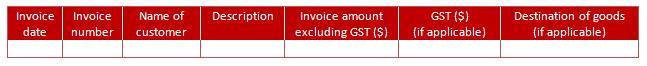 Invoice date
Invoice number
Name of customer
Description
Invoice amount excluding GST ($)
GST ($) (if applicable)
Destination of goods (if applicable)